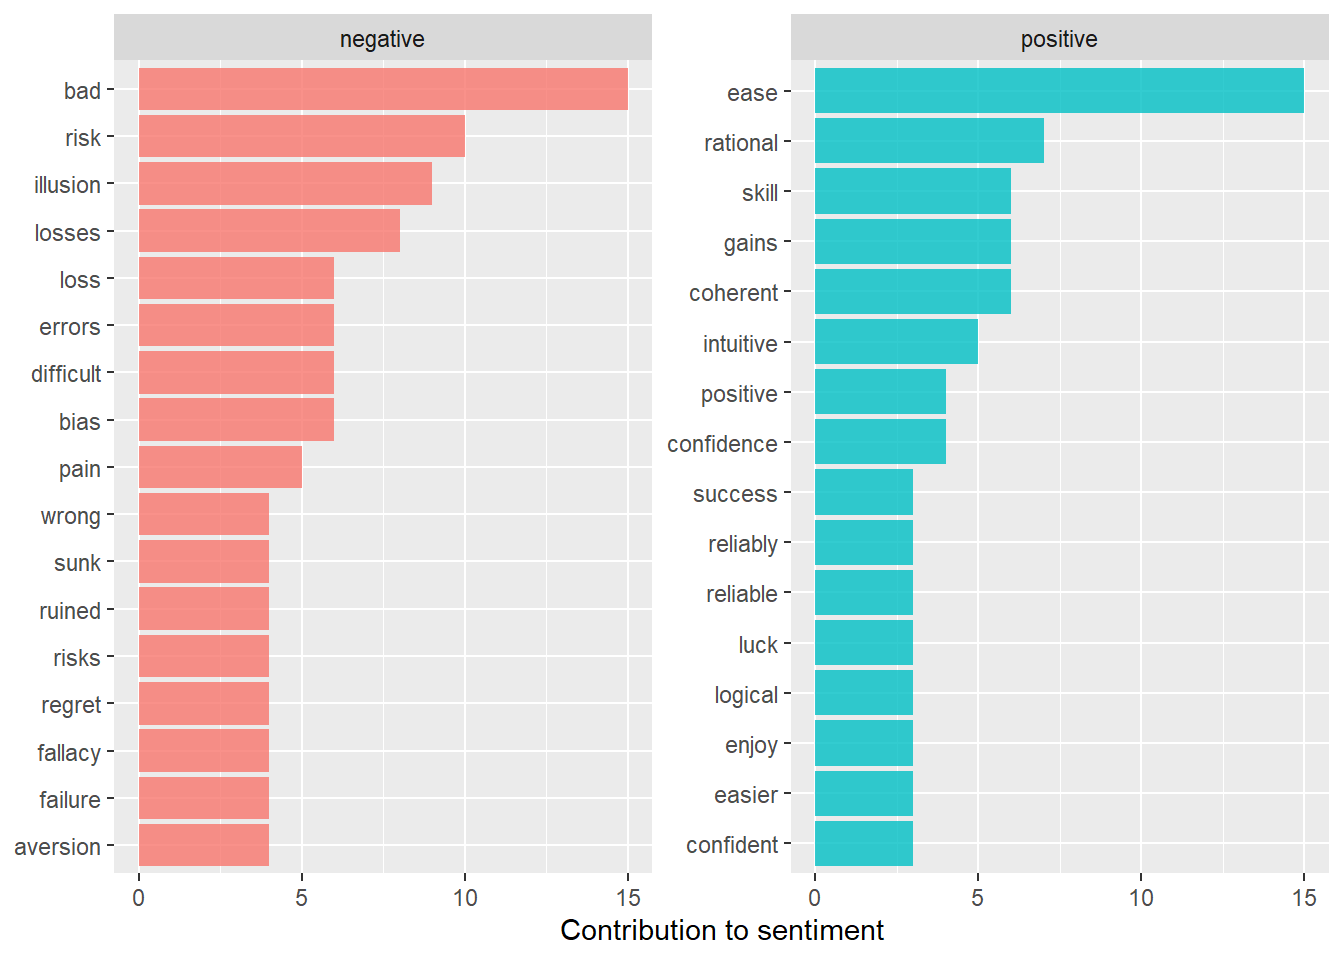 negative
bad
risk
illusion
losses
loss
errors
difficult
bias
pain
wrong
sunk
ruined
risks
regret
fallacy
failure
aversion
0 5 10 15
positive
ease
rational
skill
gains
coherent
intuitive
positive
confidence
success
reliably
reliable
luck
logical
enjoy
easier
confident
0 5 10 15
Contribution to sentiment